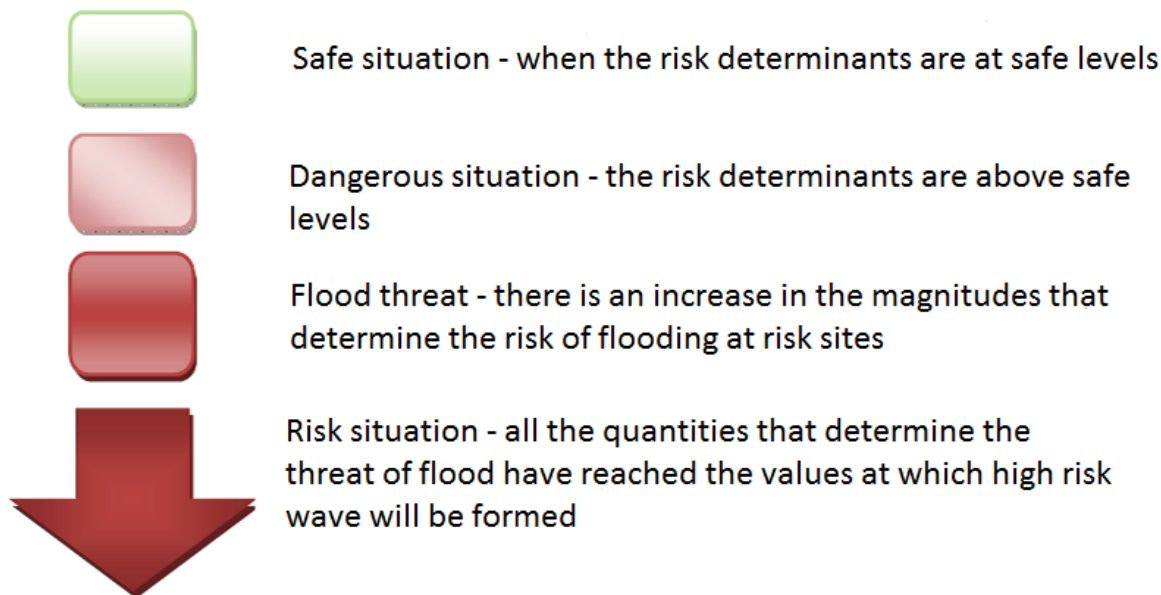 Safe situation - when the risk determinants are at safe levels
Dangerous situation - the risk determinants are above safe
levels
Flood threat - there is an increase in the magnitudes that
determine the risk of flooding at risk sites
Risk situation - all the quantities that determine the
threat of flood have reached the values at which high risk
wave will be formed